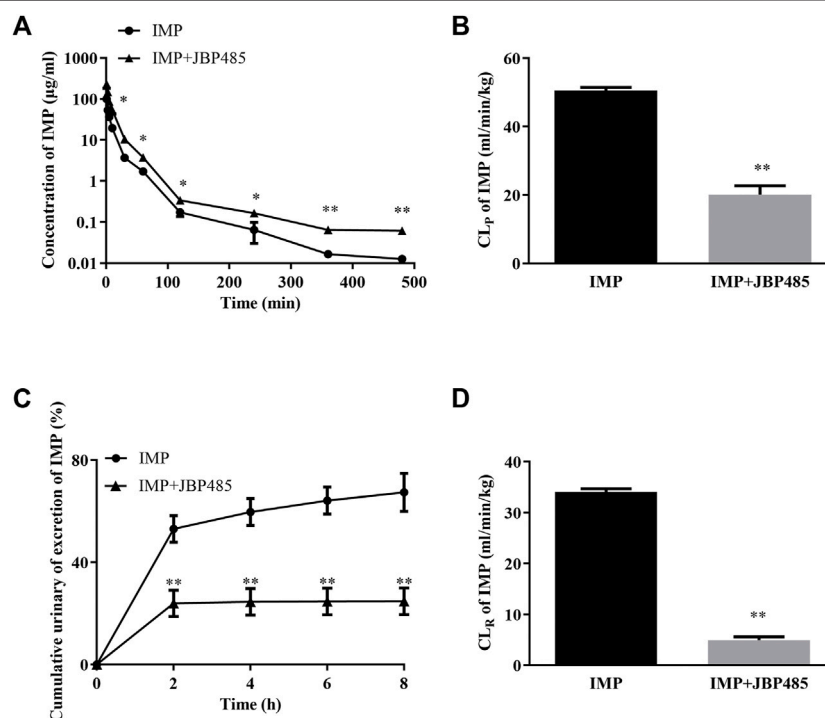 A
IMP
IMP+JBP485
Concentration of IMP (µg/ml)
1000
100
10
1
0.1
0.01
*
*
*
*
**
**
0
100
200
300
400
500
Time (min)
B
CLP of IMP (ml/min/kg)
60
40
20
0
**
IMP
IMP+JBP485
C
IMP
IMP+JBP485
Cumulative urinary of excretion of IMP (%)
80
40
0
**
**
**
**
0
2
4
6
8
Time (h)
D
CLR of IMP (ml/min/kg)
40
30
20
10
0
**
IMP
IMP+JBP485